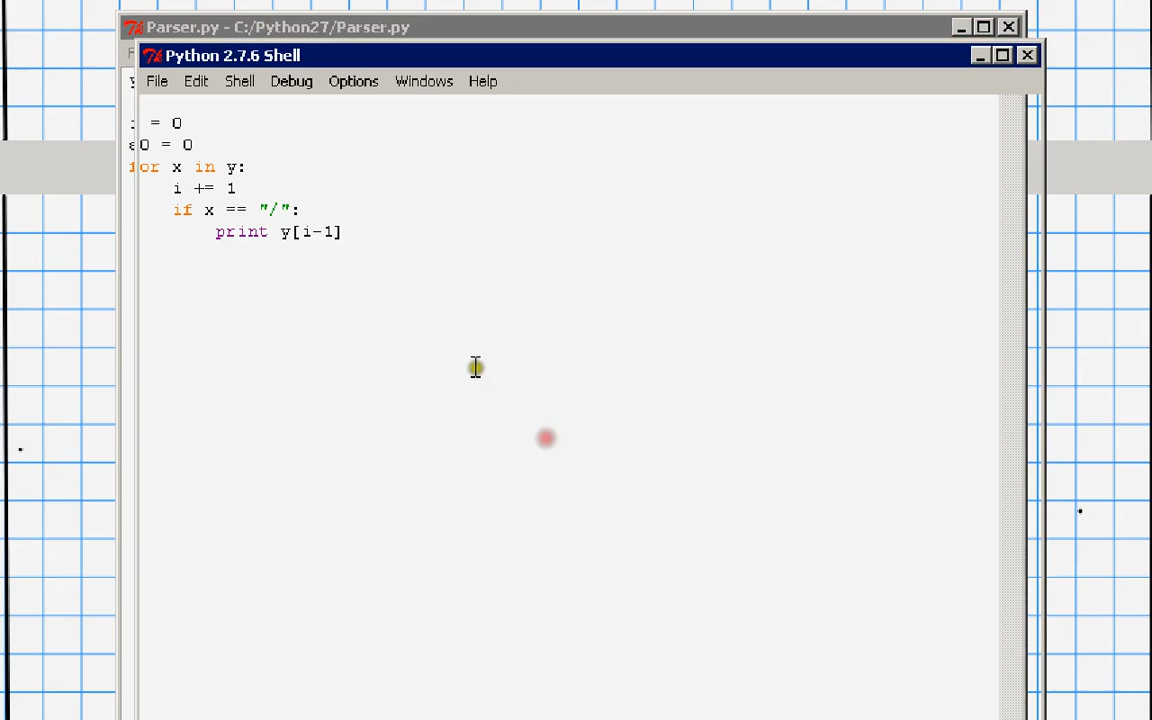 Parser.py - C:/Python27/Parser.py
Python 2.7.6 Shell
File Edit Shell Debug Options Windows Help
= 0
0 = 0
for x in y:
i += 1
if x == "/":
print y[i-1]